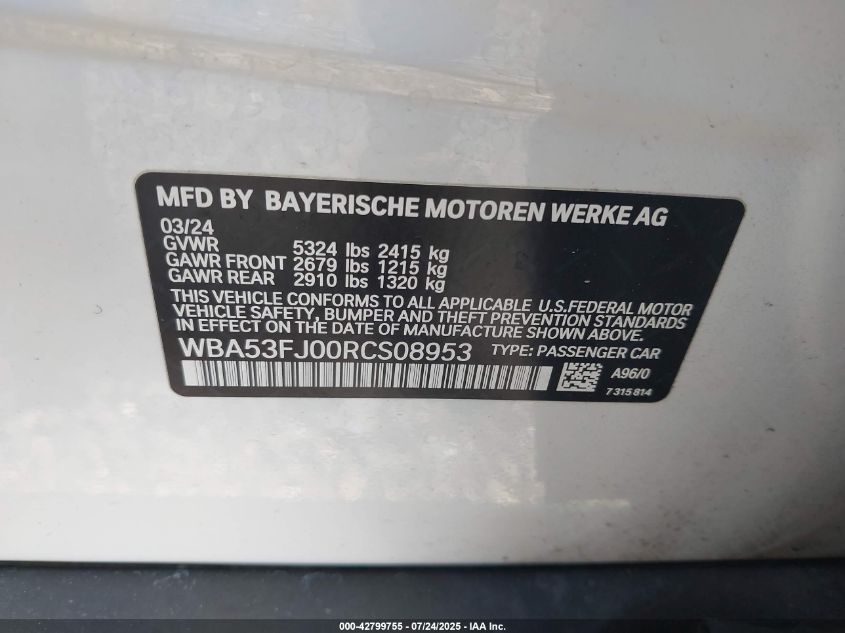 MFD BY BAYERISCHE MOTOREN WERKE AG
03/24
GVWR 5324 lbs 2415 kg
GAWR FRONT 2679 lbs 1215 kg
GAWR REAR 2910 lbs 1320 kg
THIS VEHICLE CONFORMS TO ALL APPLICABLE U.S.FEDERAL MOTOR
VEHICLE SAFETY, BUMPER AND THEFT PREVENTION STANDARDS
IN EFFECT ON THE DATE OF MANUFACTURE SHOWN ABOVE.
WBA53FJ00RCS08953 TYPE: PASSENGER CAR
A96/0
7 315 814
000-42799755 - 07/24/2025 - IAA Inc.